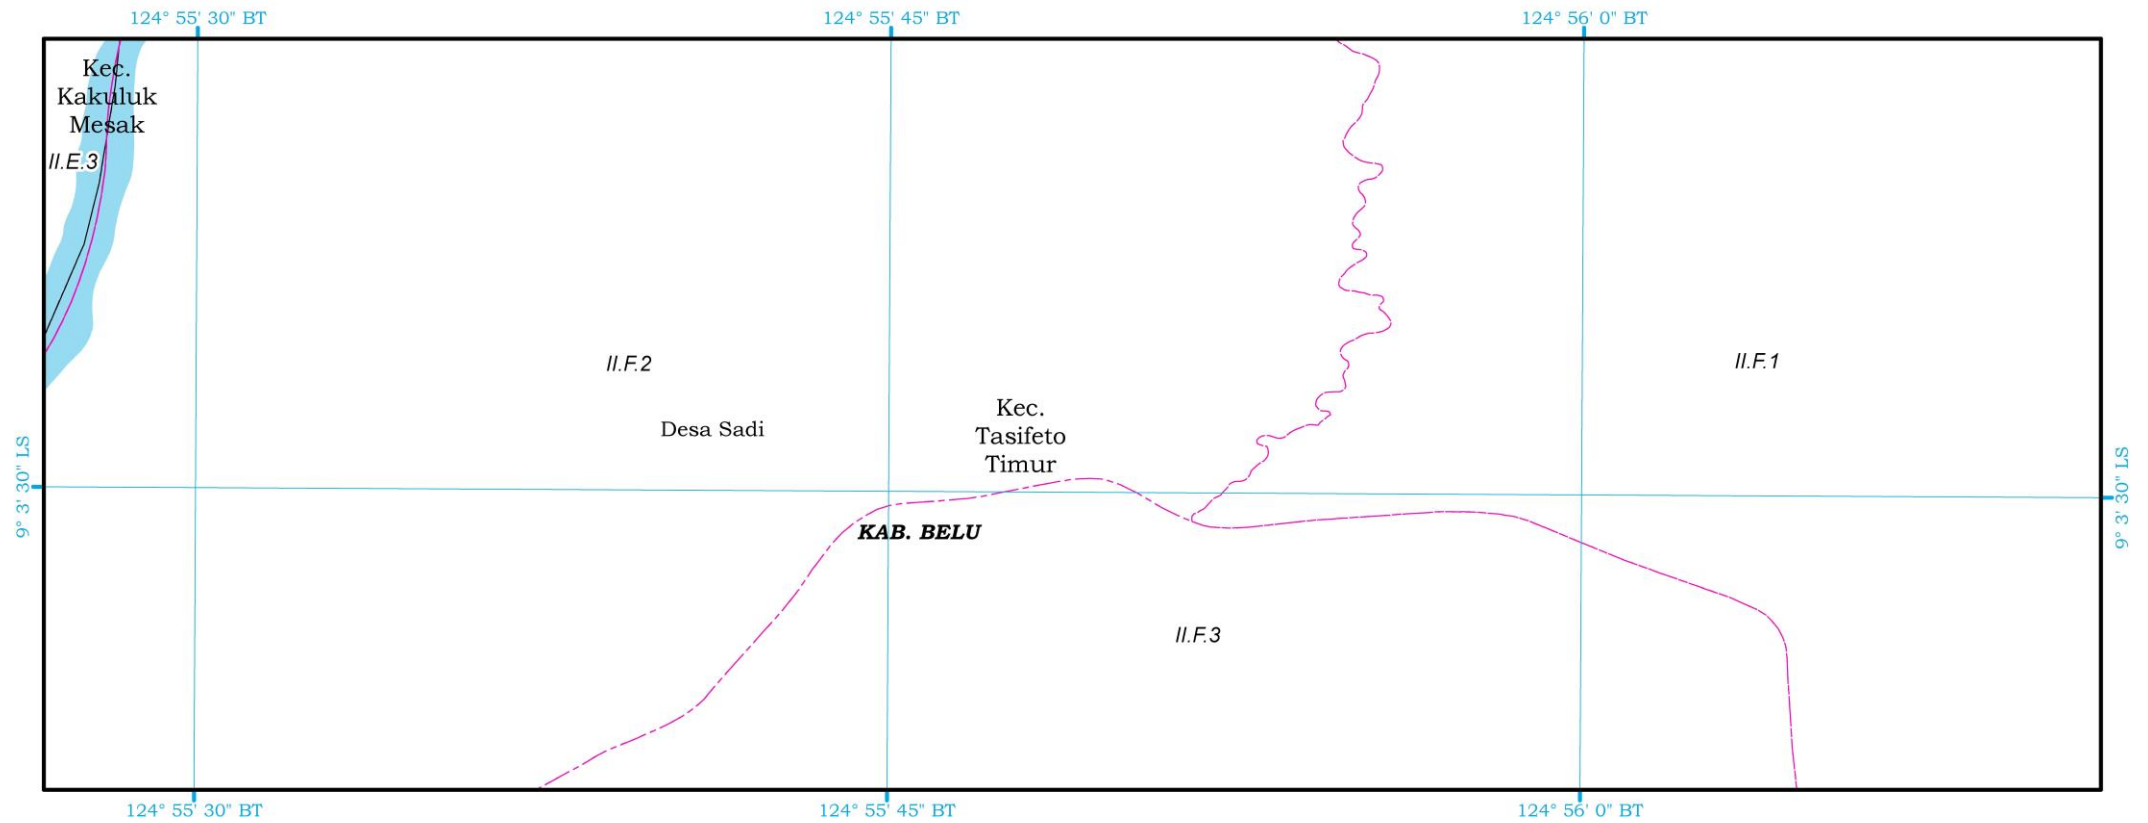 124° 55' 30" BT
124° 55' 45" BT
124° 56' 0" BT
Kec.
Kakuluk
Mesak
II.E.3
II.F.2
II.F.1
Desa Sadi
Kec.
Tasifeto
Timur
9° 3' 30" LS
9° 3' 30" LS
KAB. BELU
II.F.3
124° 55' 30" BT
124° 55' 45" BT
124° 56' 0" BT